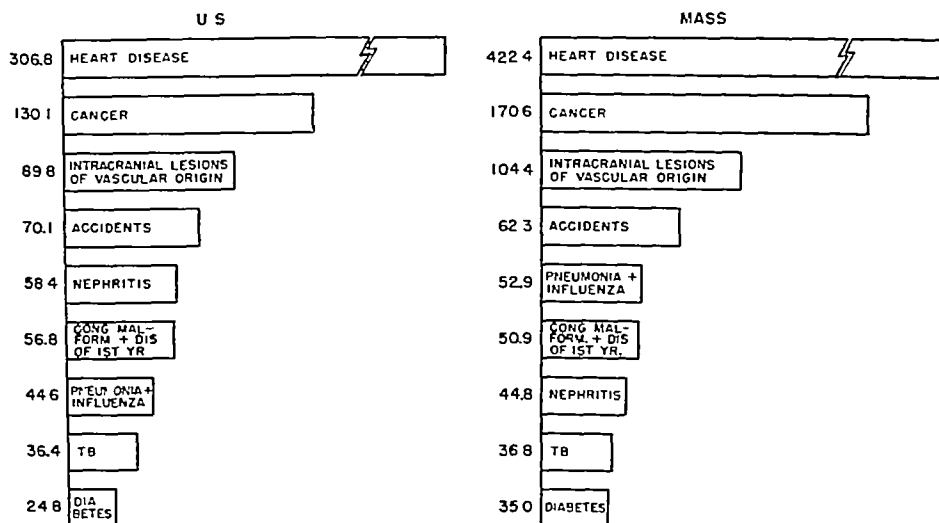 U S
306.8 HEART DISEASE
130 1 CANCER
89 8 INTRACRANIAL LESIONS
OF VASCULAR ORIGIN
70.1 ACCIDENTS
58 4 NEPHRITIS
56.8 CONG MAL-
FORM + DIS
OF 1ST YR
44 6 PNEUMONIA +
INFLUENZA
36.4 TB
24 8 DIA
BETES
MASS
422 4 HEART DISEASE
170 6 CANCER
104 4 INTRACRANIAL LESIONS
OF VASCULAR ORIGIN
62 3 ACCIDENTS
52.9 PNEUMONIA +
INFLUENZA
50.9 CONG MAL-
FORM. + DIS
OF 1ST YR.
44.8 NEPHRITIS
36 8 TB
35 0 DIABETES